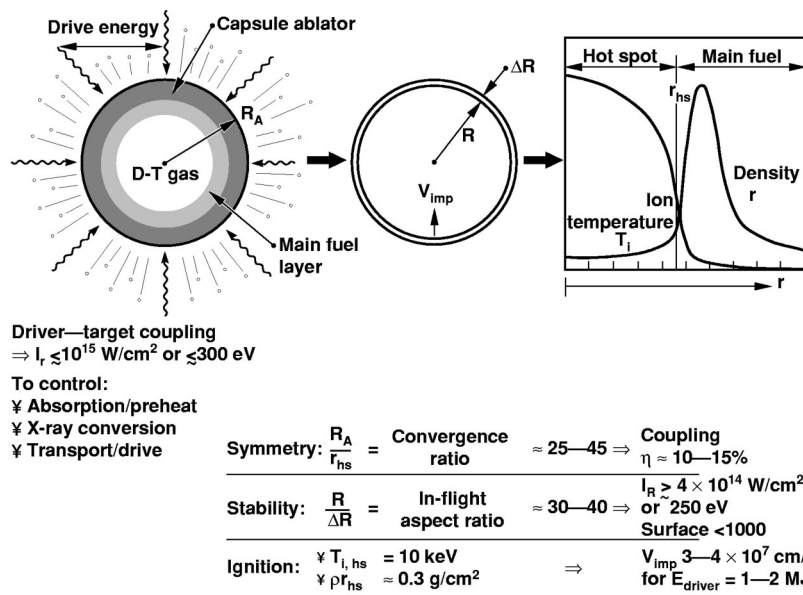 Drive energy
Capsule ablator
R_A
D-T gas
Main fuel
layer
ΔR
R
V_imp
Hot spot
Main fuel
r_hs
Density
r
Ion
temperature
T_i
r
Driver—target coupling
⇒ I_r ≲10^15 W/cm^2 or ≲300 eV
To control:
¥ Absorption/preheat
¥ X-ray conversion
¥ Transport/drive
Symmetry: R_A/r_hs = Convergence ratio ≈ 25—45 ⇒ Coupling
η ≈ 10—15%
Stability: R/ΔR = In-flight aspect ratio ≈ 30—40 ⇒ I_R ≳ 4 × 10^14 W/cm^2
or ~250 eV
Surface <1000
Ignition: ¥ T_i, hs = 10 keV ⇒ V_imp 3—4 × 10^7 cm/
¥ ρr_hs ≈ 0.3 g/cm^2 for E_driver = 1—2 MJ